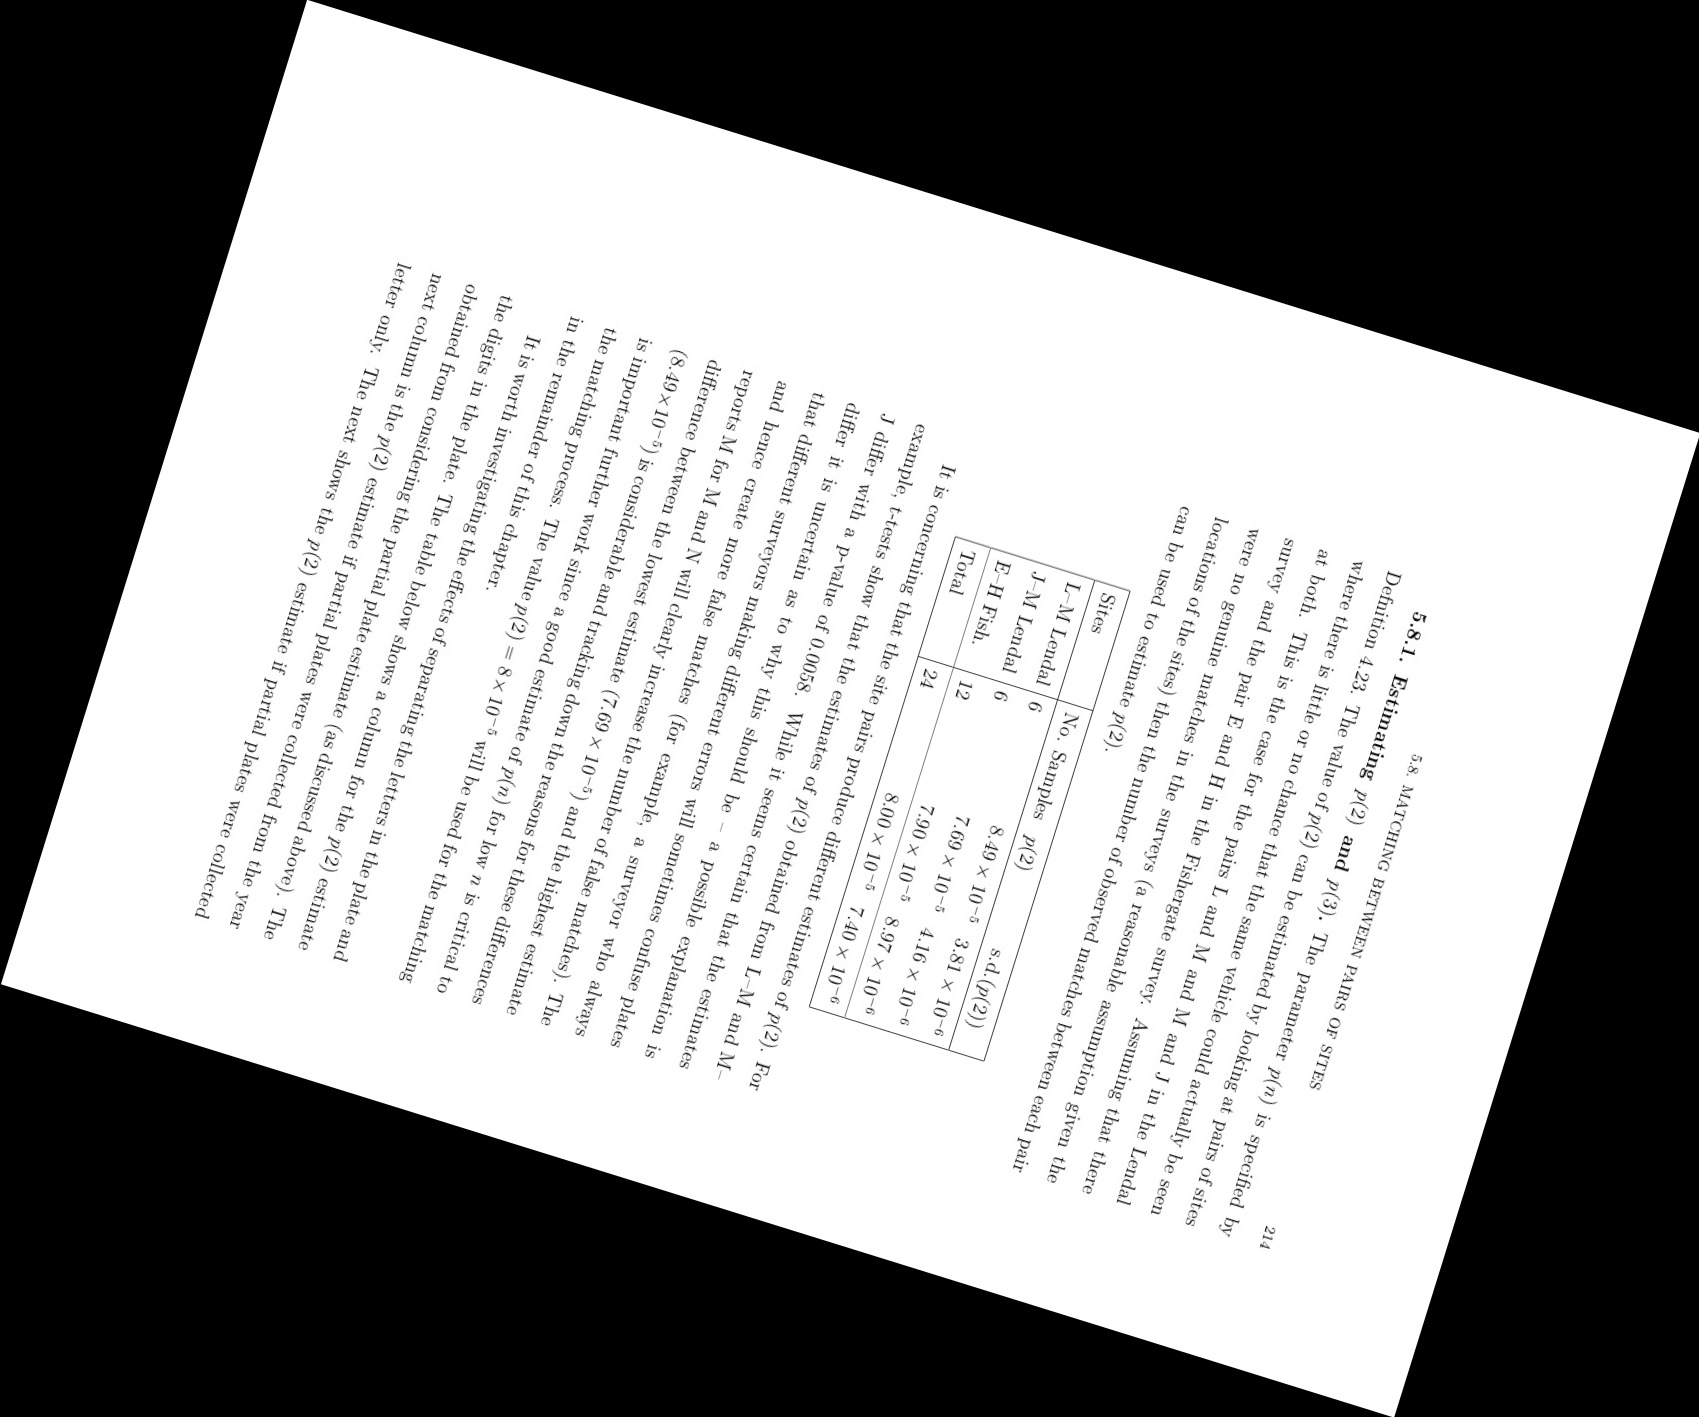 5.8. MATCHING BETWEEN PAIRS OF SITES 214
5.8.1. Estimating p(2) and p(3). The parameter p(n) is specified by
Definition 4.23. The value of p(2) can be estimated by looking at pairs of sites
where there is little or no chance that the same vehicle could actually be seen
at both. This is the case for the pairs L and M and M and J in the Lendal
survey and the pair E and H in the Fishergate survey. Assuming that there
were no genuine matches in the surveys (a reasonable assumption given the
locations of the sites) then the number of observed matches between each pair
can be used to estimate p(2).
Sites No. Samples p(2) s.d.(p(2))
L–M Lendal 6 8.49 × 10−5 3.81 × 10−6
J–M Lendal 6 7.69 × 10−5 4.16 × 10−6
E–H Fish. 12 7.90 × 10−5 8.97 × 10−6
Total 24 8.00 × 10−5 7.40 × 10−6
It is concerning that the site pairs produce different estimates of p(2). For
example, t-tests show that the estimates of p(2) obtained from L–M and M–
J differ with a p-value of 0.0058. While it seems certain that the estimates
differ it is uncertain as to why this should be – a possible explanation is
that different surveyors making different errors will sometimes confuse plates
and hence create more false matches (for example, a surveyor who always
reports M for M and N will clearly increase the number of false matches). The
difference between the lowest estimate (7.69 × 10−5) and the highest estimate
(8.49×10−5) is considerable and tracking down the reasons for these differences
is important further work since a good estimate of p(n) for low n is critical to
the matching process. The value p(2) = 8 × 10−5 will be used for the matching
in the remainder of this chapter.
It is worth investigating the effects of separating the letters in the plate and
the digits in the plate. The table below shows a column for the p(2) estimate
obtained from considering the partial plate estimate (as discussed above). The
next column is the p(2) estimate if partial plates were collected from the year
letter only. The next shows the p(2) estimate if partial plates were collected